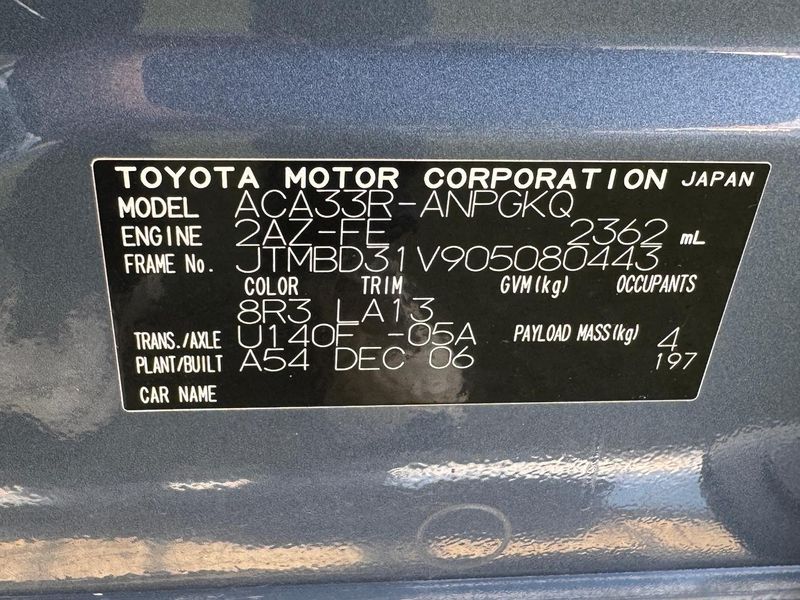 TOYOTA MOTOR CORPORATION JAPAN
MODEL ACA33R-ANPGKQ
ENGINE 2AZ-FE 2362 mL
FRAME No. JTMBD31V905080443
COLOR TRIM GVM(kg) OCCUPANTS
8R3 LA13
TRANS./AXLE U140F -05A PAYLOAD MASS(kg) 4
PLANT/BUILT A54 DEC 06 197
CAR NAME